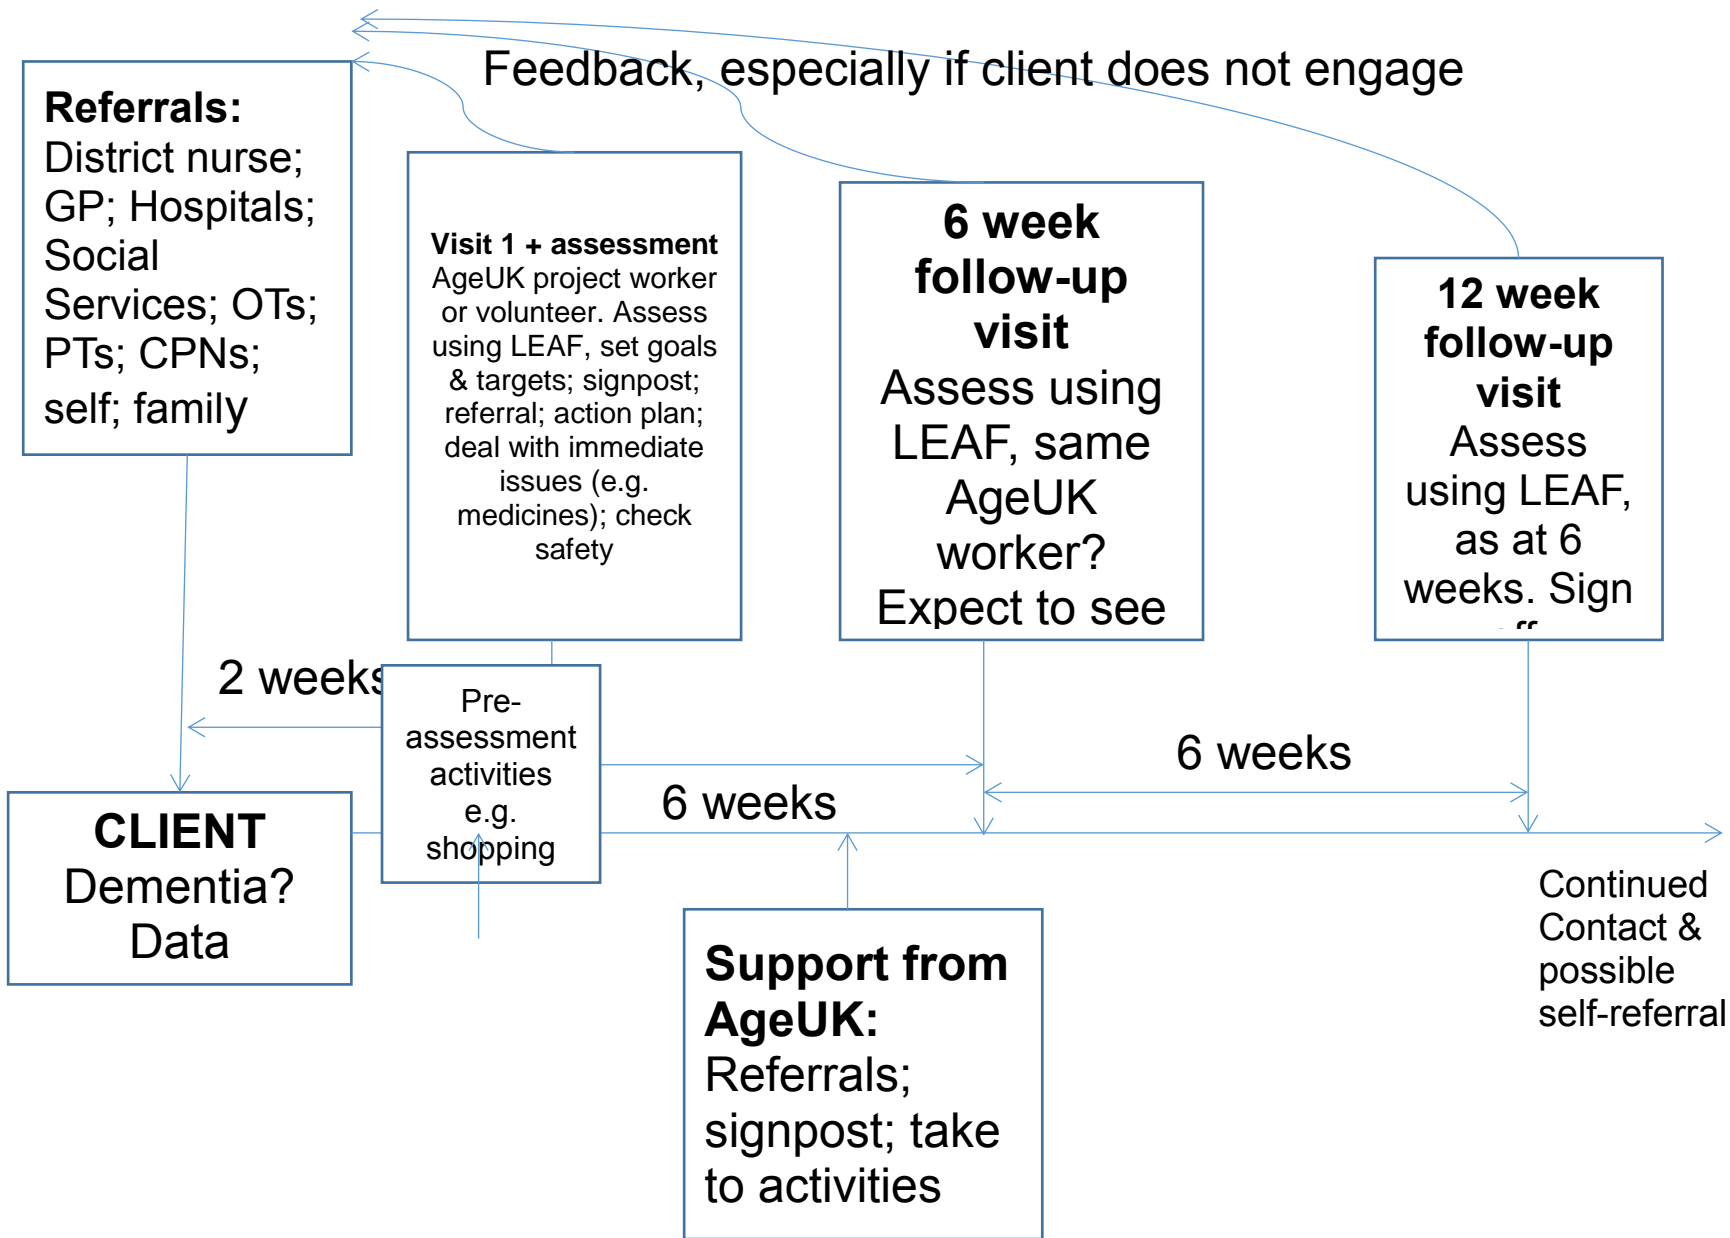 Feedback, especially if client does not engage
Referrals:
District nurse;
GP; Hospitals;
Social
Services; OTs;
PTs; CPNs;
self; family
Visit 1 + assessment
AgeUK project worker
or volunteer. Assess
using LEAF, set goals
& targets; signpost;
referral; action plan;
deal with immediate
issues (e.g.
medicines); check
safety
6 week
follow-up
visit
Assess using
LEAF, same
AgeUK
worker?
Expect to see
12 week
follow-up
visit
Assess
using LEAF,
as at 6
weeks. Sign
2 weeks
Pre-
assessment
activities
e.g.
shopping
6 weeks
6 weeks
CLIENT
Dementia?
Data
Support from
AgeUK:
Referrals;
signpost; take
to activities
Continued
Contact &
possible
self-referral